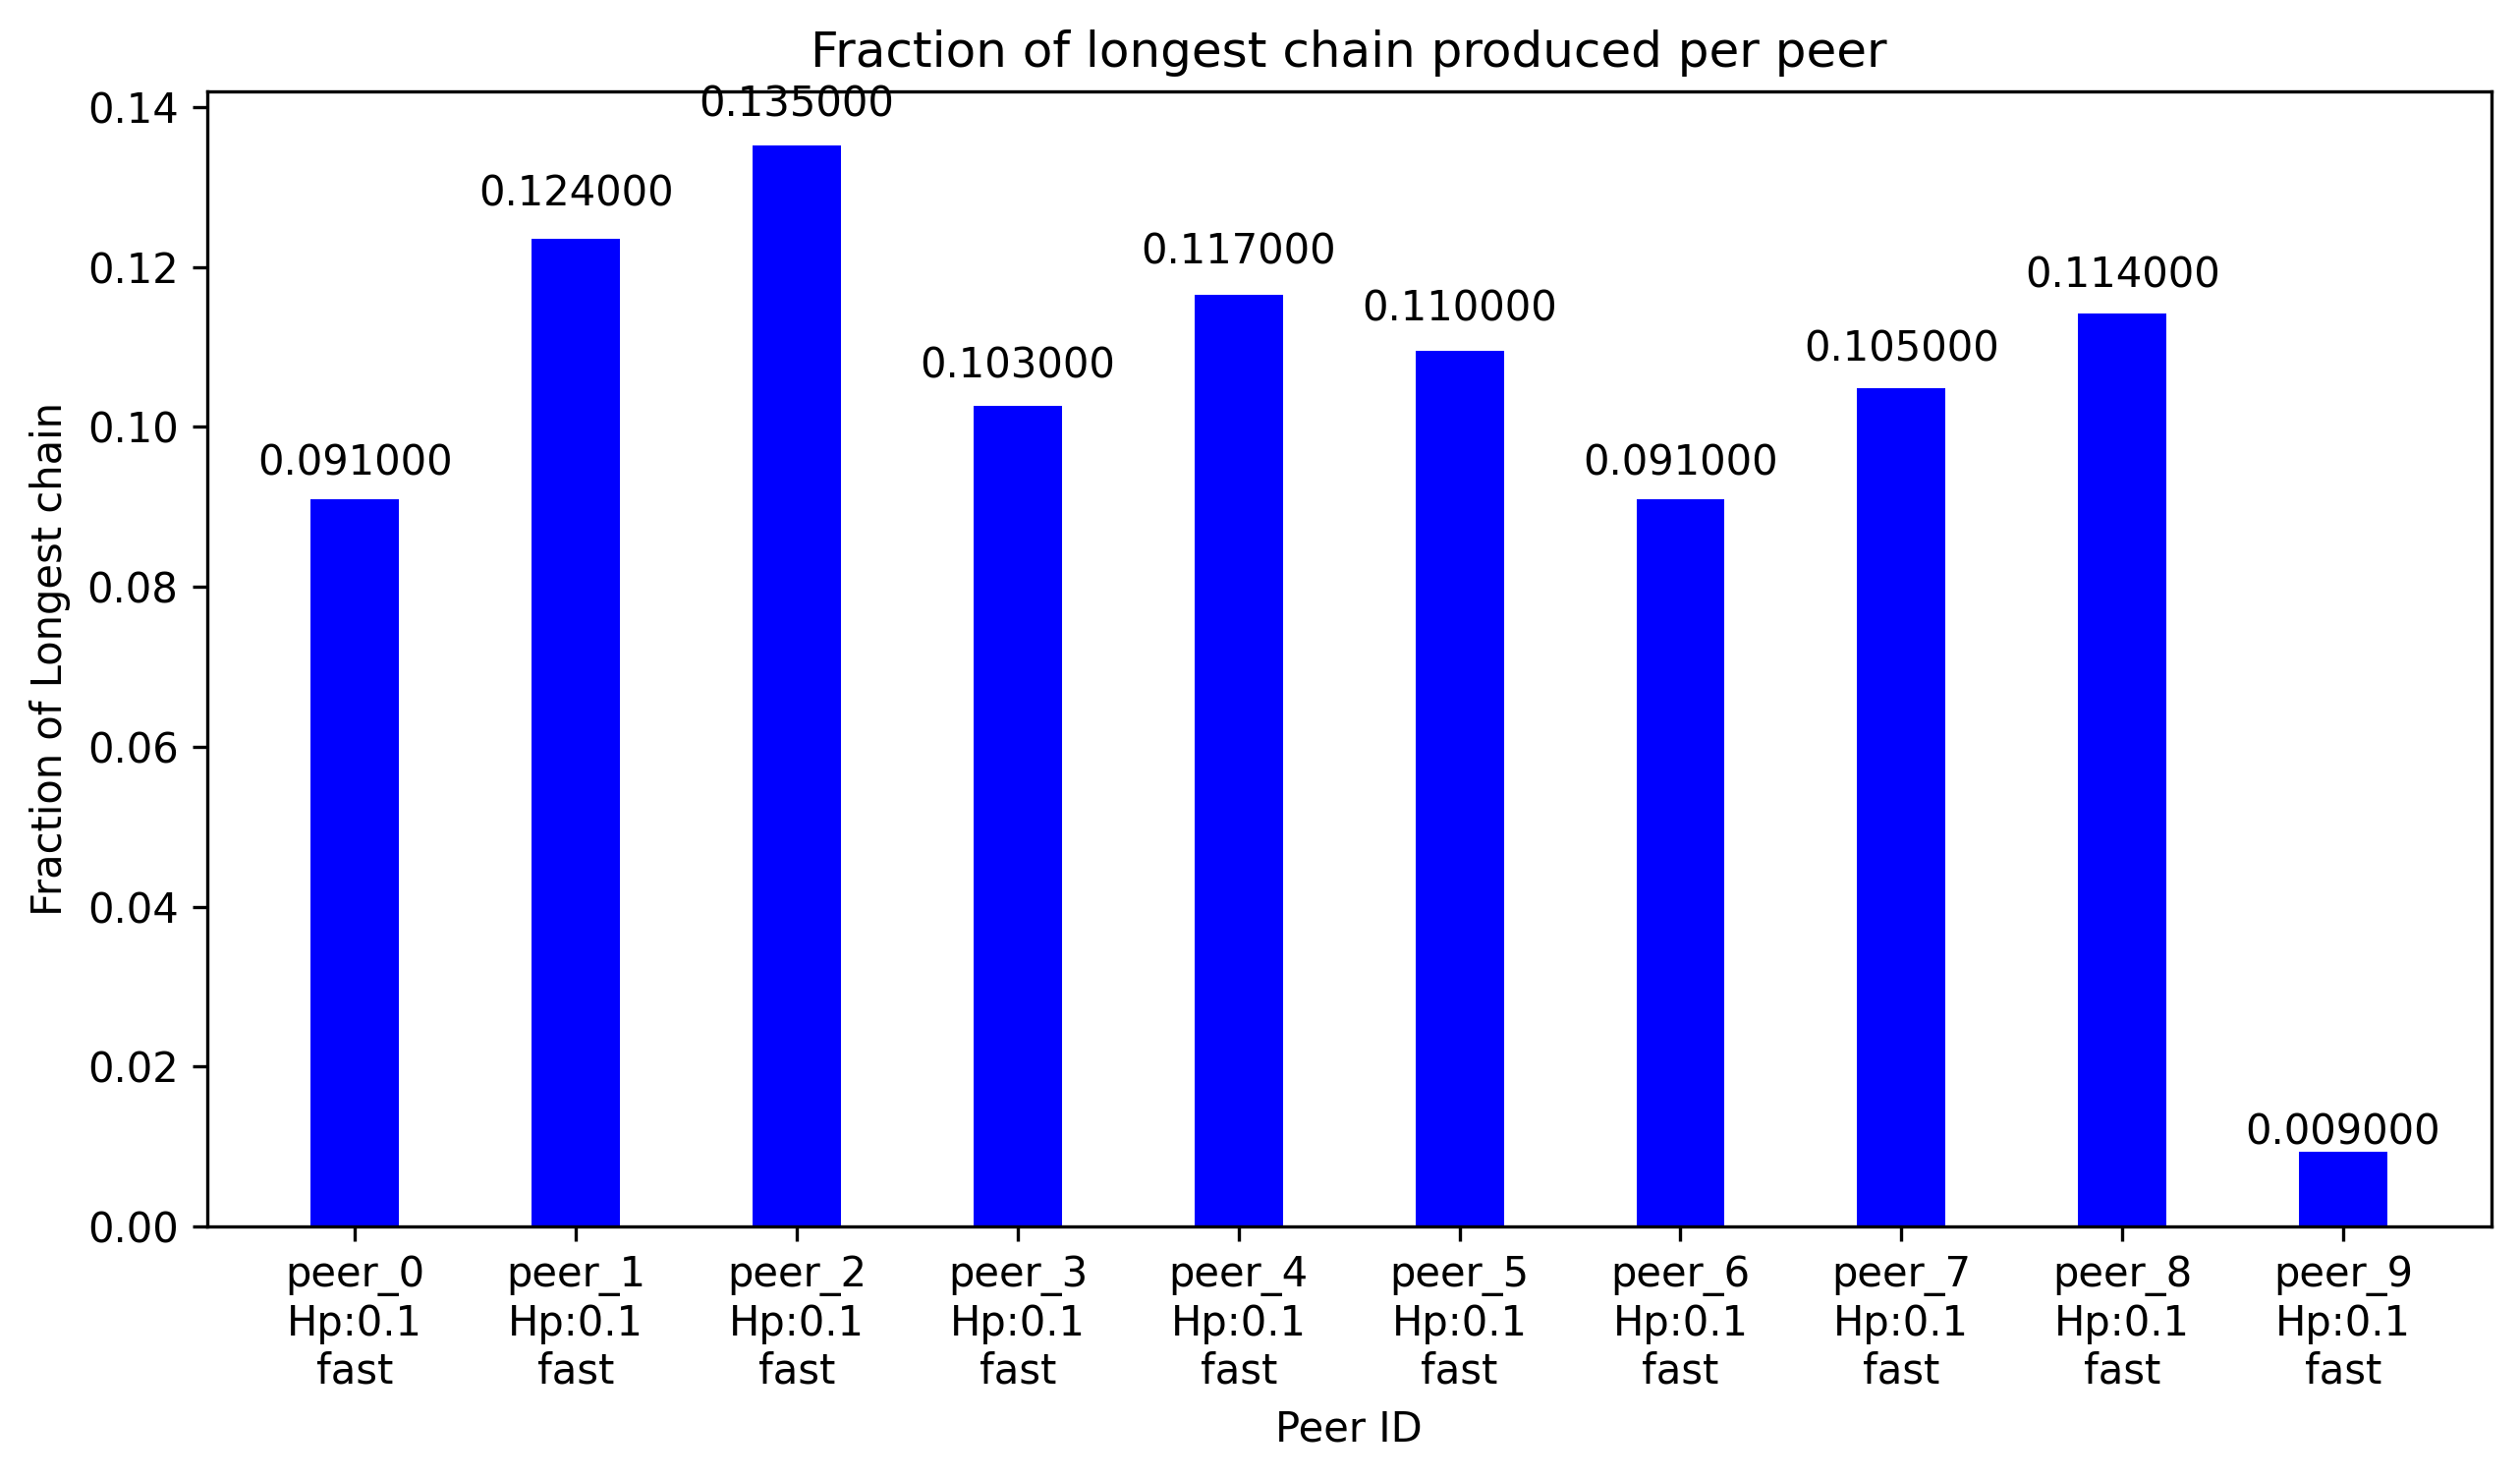 Fraction of longest chain produced per peer
Fraction of Longest chain
0.14
0.12
0.10
0.08
0.06
0.04
0.02
0.00
0.091000
0.124000
0.135000
0.103000
0.117000
0.110000
0.091000
0.105000
0.114000
0.009000
peer_0
Hp:0.1
fast
peer_1
Hp:0.1
fast
peer_2
Hp:0.1
fast
peer_3
Hp:0.1
fast
peer_4
Hp:0.1
fast
peer_5
Hp:0.1
fast
peer_6
Hp:0.1
fast
peer_7
Hp:0.1
fast
peer_8
Hp:0.1
fast
peer_9
Hp:0.1
fast
Peer ID